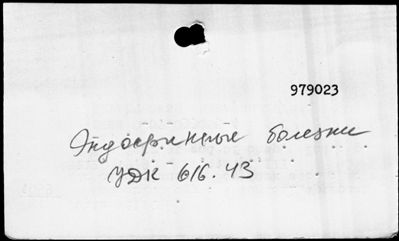 979023
Эндокринные болезни
УДК 616.43